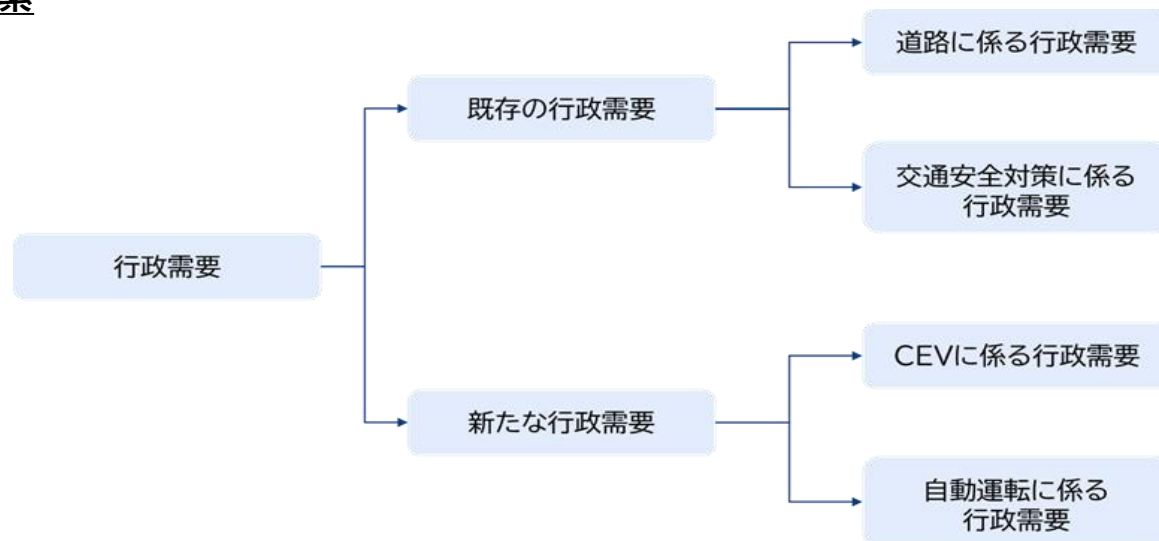 道路に係る行政需要
既存の行政需要
交通安全対策に係る
行政需要
行政需要
CEVに係る行政需要
新たな行政需要
自動運転に係る
行政需要